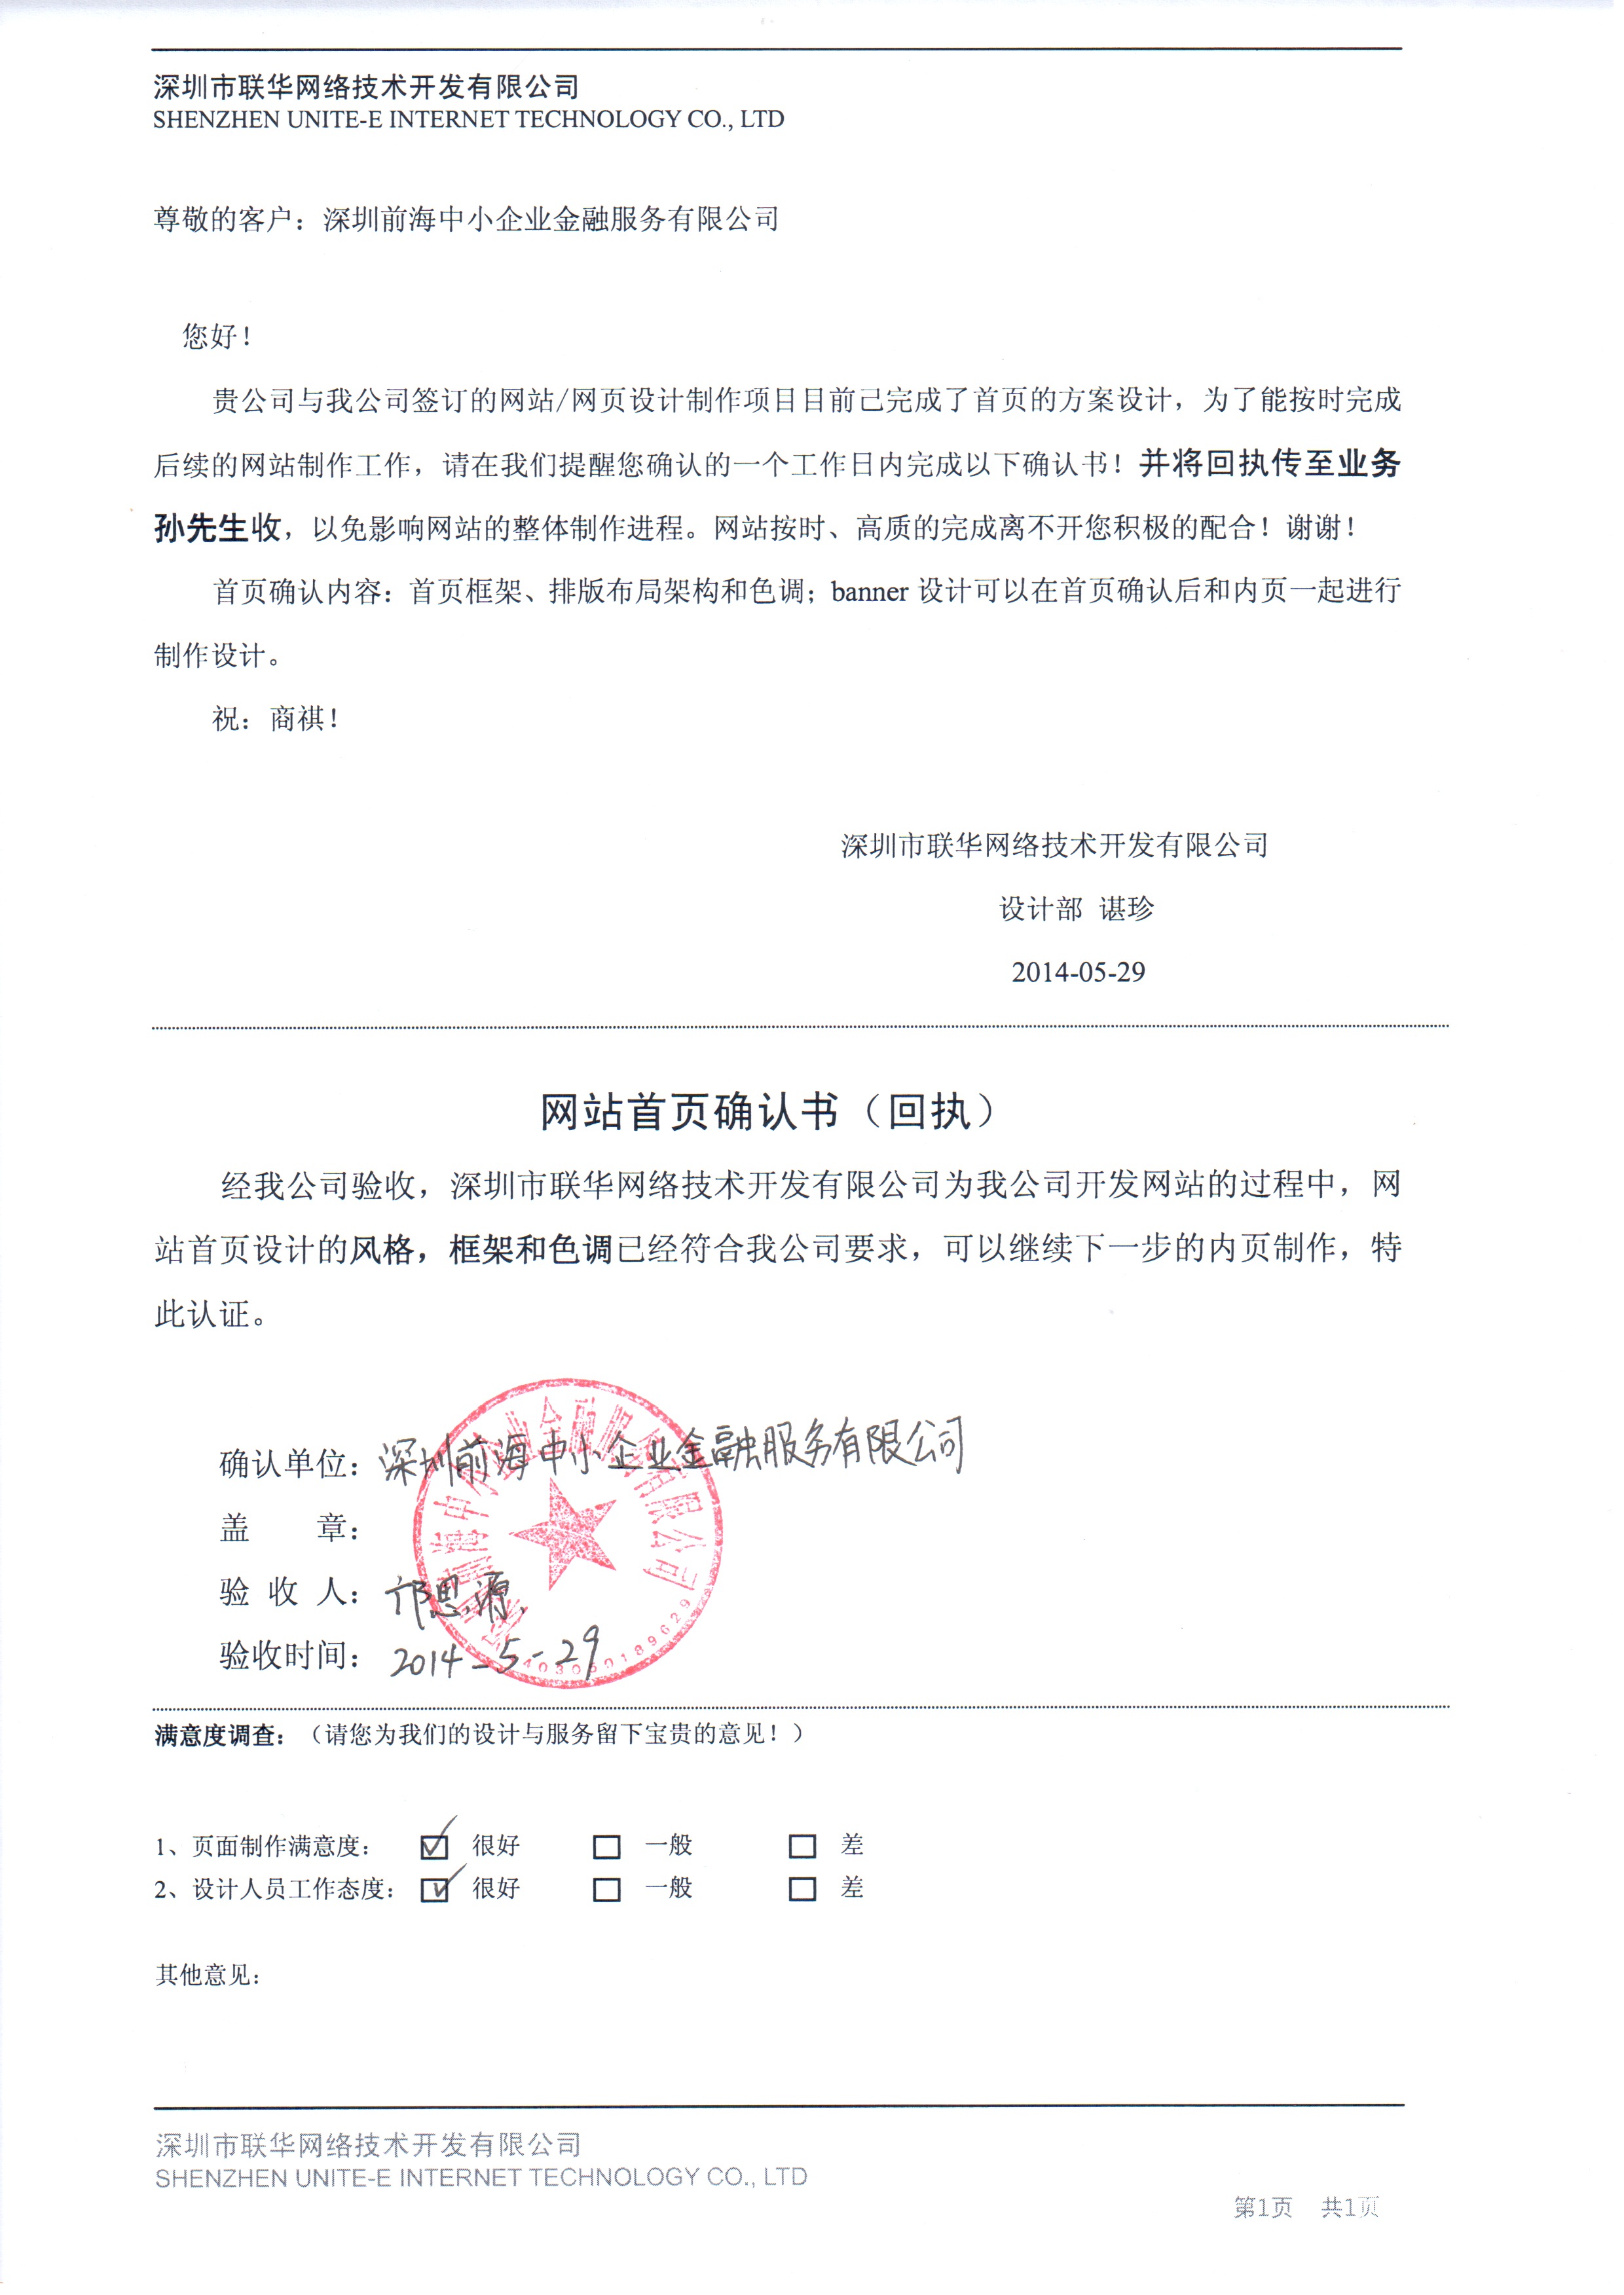 深圳市联华网络技术开发有限公司
SHENZHEN UNITE-E INTERNET TECHNOLOGY CO., LTD
尊敬的客户：深圳前海中小企业金融服务有限公司
您好！
贵公司与我公司签订的网站/网页设计制作项目目前已完成了首页的方案设计，为了能按时完成
后续的网站制作工作，请在我们提醒您确认的一个工作日内完成以下确认书！并将回执传至业务
孙先生收，以免影响网站的整体制作进程。网站按时、高质的完成离不开您积极的配合！谢谢！
首页确认内容：首页框架、排版布局架构和色调；banner 设计可以在首页确认后和内页一起进行
制作设计。
祝：商祺！
深圳市联华网络技术开发有限公司
设计部 谌珍
2014-05-29
网站首页确认书（回执）
经我公司验收，深圳市联华网络技术开发有限公司为我公司开发网站的过程中，网
站首页设计的风格，框架和色调已经符合我公司要求，可以继续下一步的内页制作，特
此认证。
确认单位：深圳前海中小企业金融服务有限公司
盖 章：
深圳前海中小企业金融服务有限公司
验 收 人：邝思源
验收时间：2014-5-29
满意度调查：（请您为我们的设计与服务留下宝贵的意见！）
1、页面制作满意度： ☑ 很好 □ 一般 □ 差
2、设计人员工作态度： ☑ 很好 □ 一般 □ 差
其他意见：
深圳市联华网络技术开发有限公司
SHENZHEN UNITE-E INTERNET TECHNOLOGY CO., LTD
第1页 共1页